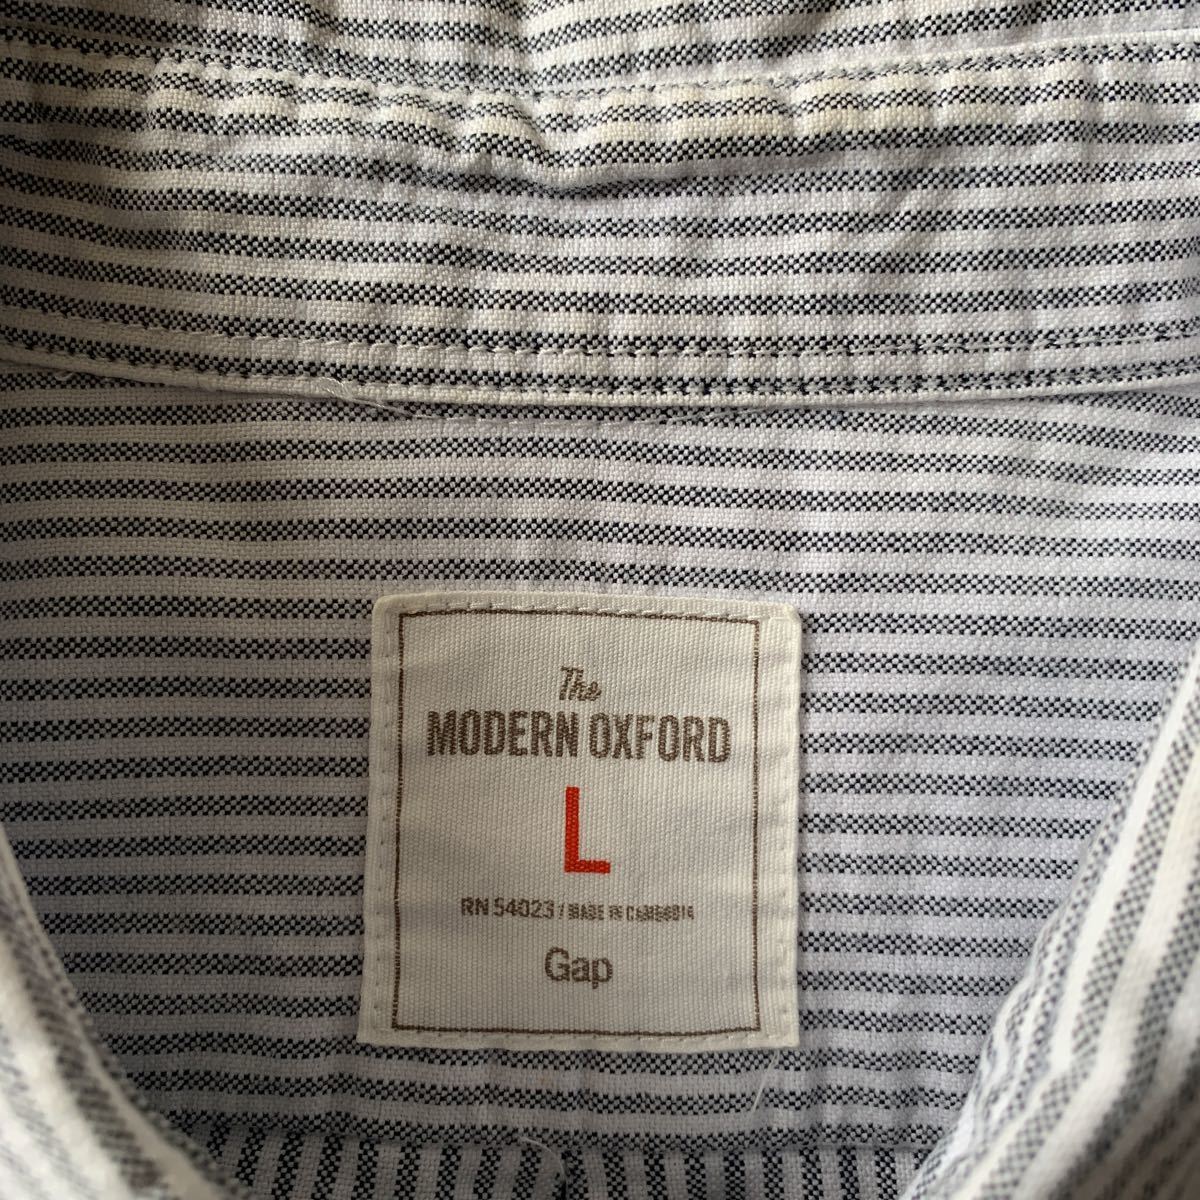 The
MODERN OXFORD
L
RN 54023 / MADE IN CAMBODIA
Gap